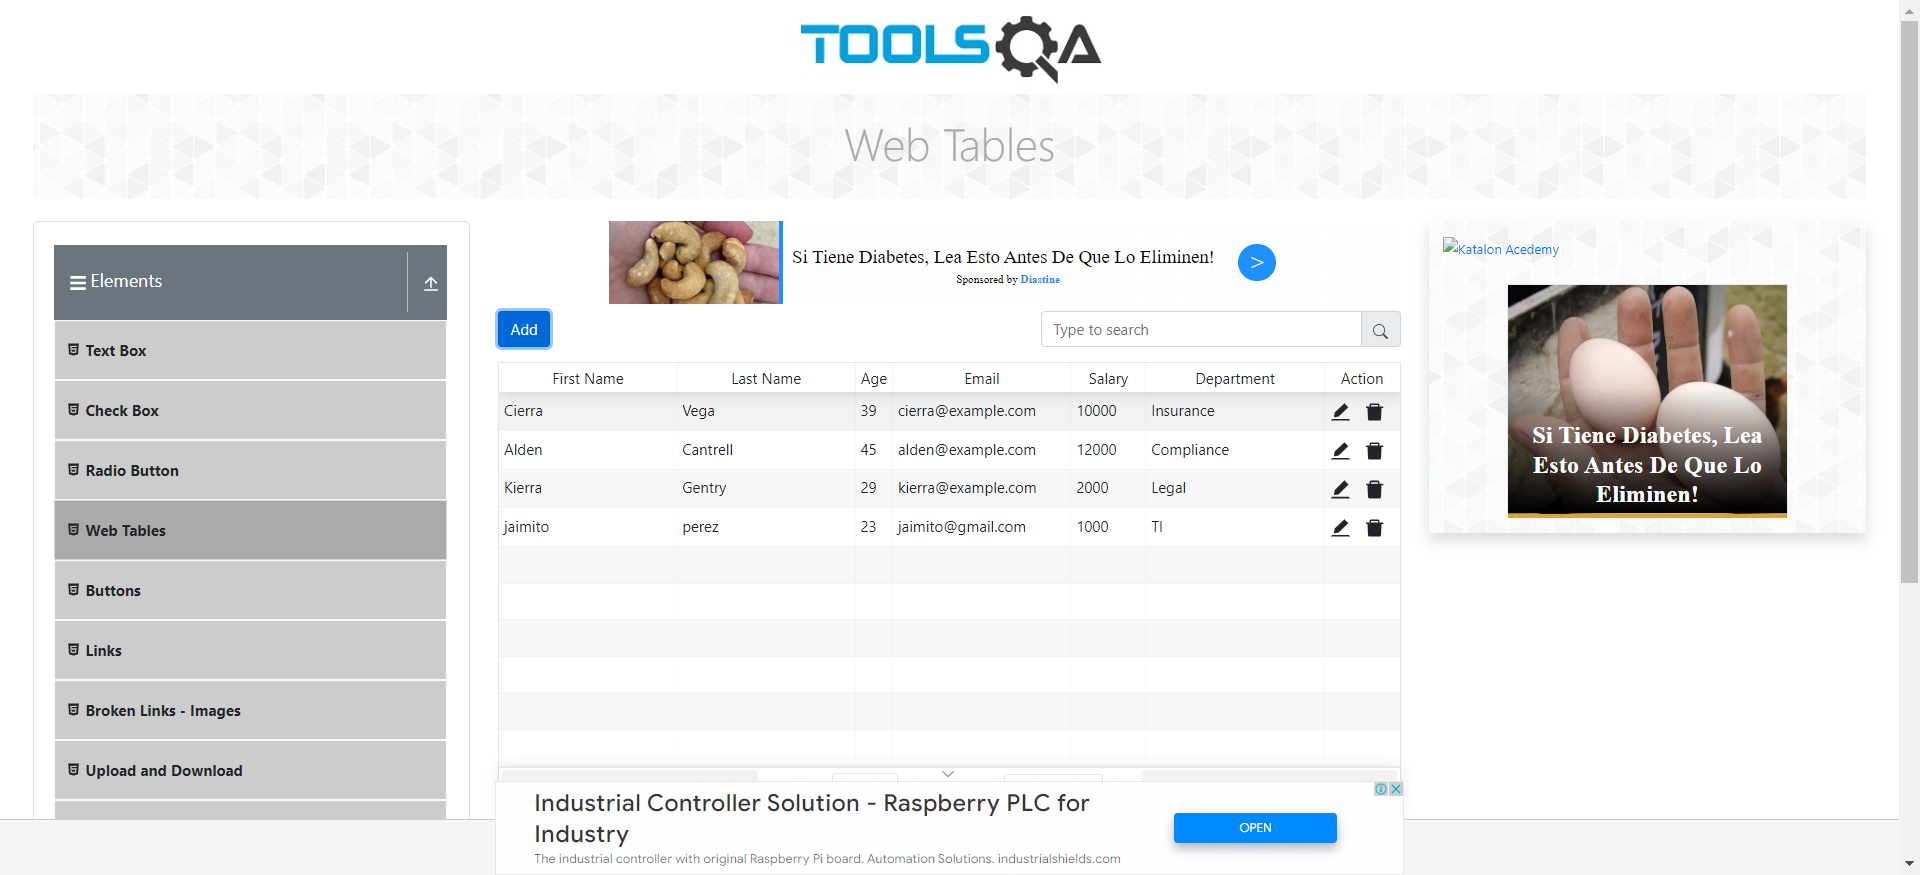 TOOLSQA
Web Tables
Elements
Text Box
Check Box
Radio Button
Web Tables
Buttons
Links
Broken Links - Images
Upload and Download
Si Tiene Diabetes, Lea Esto Antes De Que Lo Eliminen!
Sponsored by Diastine
>
Add
Type to search
First Name Last Name Age Email Salary Department Action
Cierra Vega 39 cierra@example.com 10000 Insurance
Alden Cantrell 45 alden@example.com 12000 Compliance
Kierra Gentry 29 kierra@example.com 2000 Legal
jaimito perez 23 jaimito@gmail.com 1000 TI
Katalon Acedemy
Si Tiene Diabetes, Lea
Esto Antes De Que Lo
Eliminen!
Industrial Controller Solution - Raspberry PLC for
Industry
The industrial controller with original Raspberry Pi board. Automation Solutions. industrialshields.com
OPEN